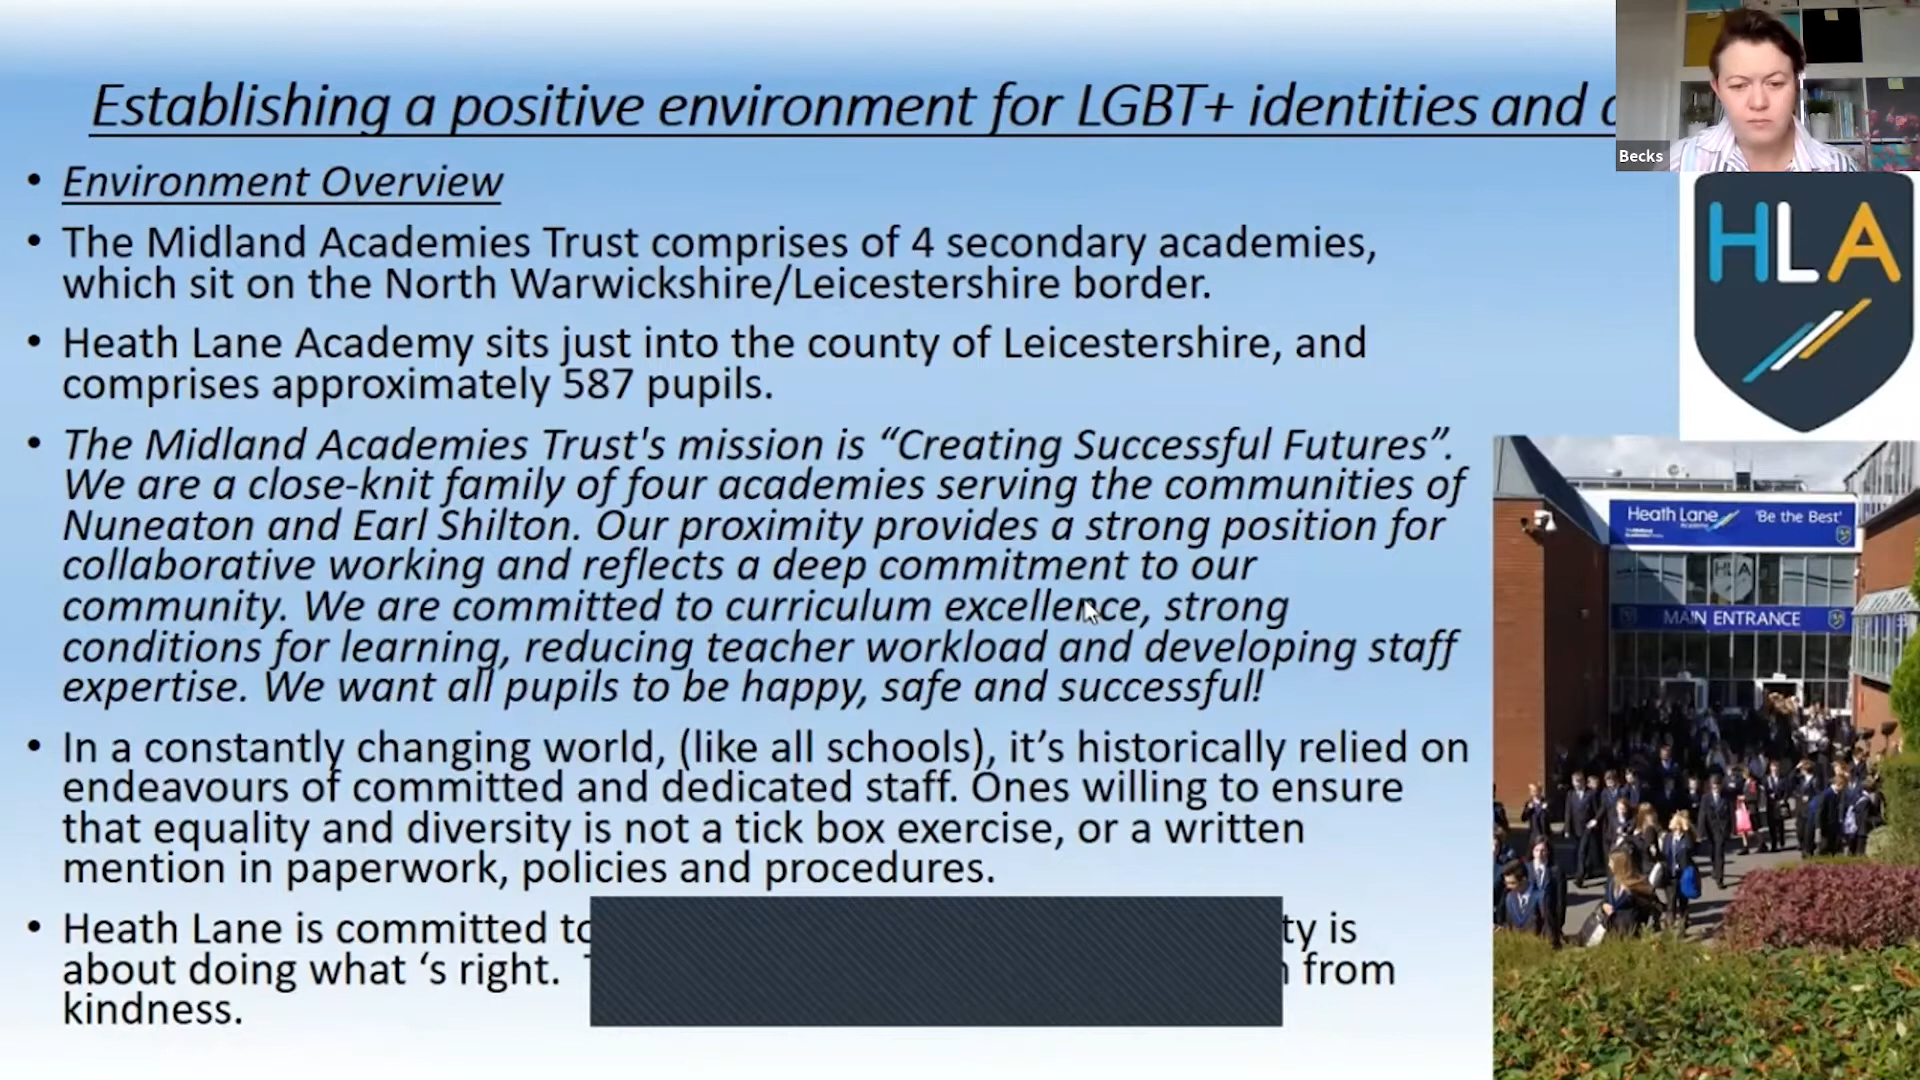 Establishing a positive environment for LGBT+ identities and
Becks
• Environment Overview
• The Midland Academies Trust comprises of 4 secondary academies,
which sit on the North Warwickshire/Leicestershire border.
• Heath Lane Academy sits just into the county of Leicestershire, and
comprises approximately 587 pupils.
• The Midland Academies Trust's mission is “Creating Successful Futures”.
We are a close-knit family of four academies serving the communities of
Nuneaton and Earl Shilton. Our proximity provides a strong position for
collaborative working and reflects a deep commitment to our
community. We are committed to curriculum excellence, strong
conditions for learning, reducing teacher workload and developing staff
expertise. We want all pupils to be happy, safe and successful!
• In a constantly changing world, (like all schools), it’s historically relied on
endeavours of committed and dedicated staff. Ones willing to ensure
that equality and diversity is not a tick box exercise, or a written
mention in paperwork, policies and procedures.
• Heath Lane is committed to ty is
about doing what ‘s right. from
kindness.
HLA
Heath Lane Academy 'Be the Best'
HLA
MAIN ENTRANCE